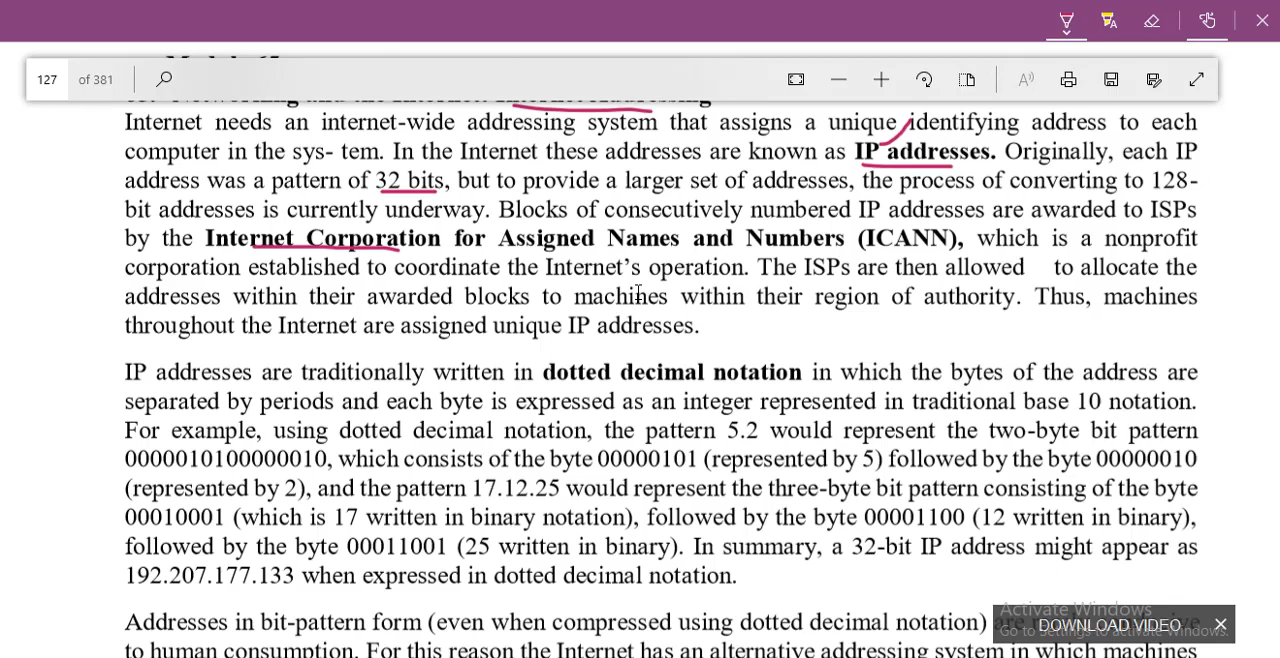 127 of 381
Internet needs an internet-wide addressing system that assigns a unique identifying address to each
computer in the sys- tem. In the Internet these addresses are known as IP addresses. Originally, each IP
address was a pattern of 32 bits, but to provide a larger set of addresses, the process of converting to 128-
bit addresses is currently underway. Blocks of consecutively numbered IP addresses are awarded to ISPs
by the Internet Corporation for Assigned Names and Numbers (ICANN), which is a nonprofit
corporation established to coordinate the Internet's operation. The ISPs are then allowed to allocate the
addresses within their awarded blocks to machines within their region of authority. Thus, machines
throughout the Internet are assigned unique IP addresses.
IP addresses are traditionally written in dotted decimal notation in which the bytes of the address are
separated by periods and each byte is expressed as an integer represented in traditional base 10 notation.
For example, using dotted decimal notation, the pattern 5.2 would represent the two-byte bit pattern
0000010100000010, which consists of the byte 00000101 (represented by 5) followed by the byte 00000010
(represented by 2), and the pattern 17.12.25 would represent the three-byte bit pattern consisting of the byte
00010001 (which is 17 written in binary notation), followed by the byte 00001100 (12 written in binary),
followed by the byte 00011001 (25 written in binary). In summary, a 32-bit IP address might appear as
192.207.177.133 when expressed in dotted decimal notation.
Addresses in bit-pattern form (even when compressed using dotted decimal notation)
Activate Windows
DOWNLOAD VIDEO
Go to Settings to activate Windows.
to human consumption. For this reason the Internet has an alternative addressing system in which machines